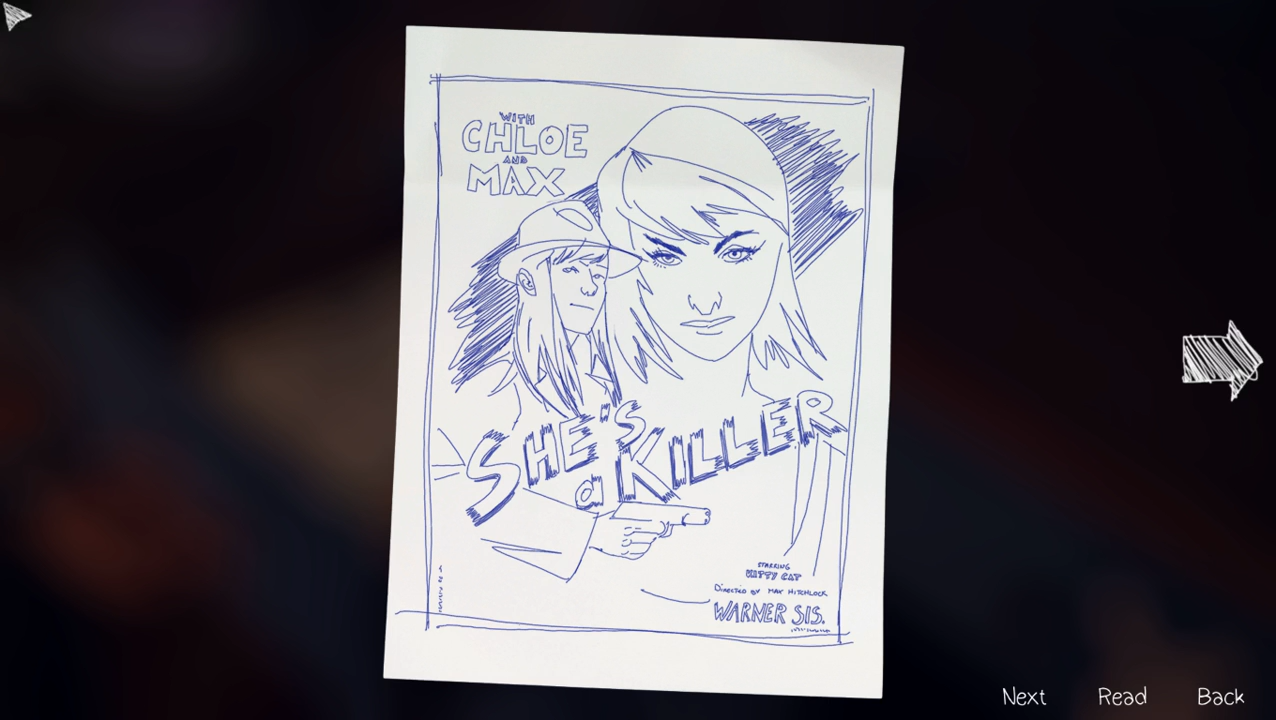 WITH
CHLOE
AND
MAX
SHE'S
a KILLER
STARRING
KITTY CAT
DIRECTED BY MAX HITCHLOCK
WARNER SIS.
Next Read Back